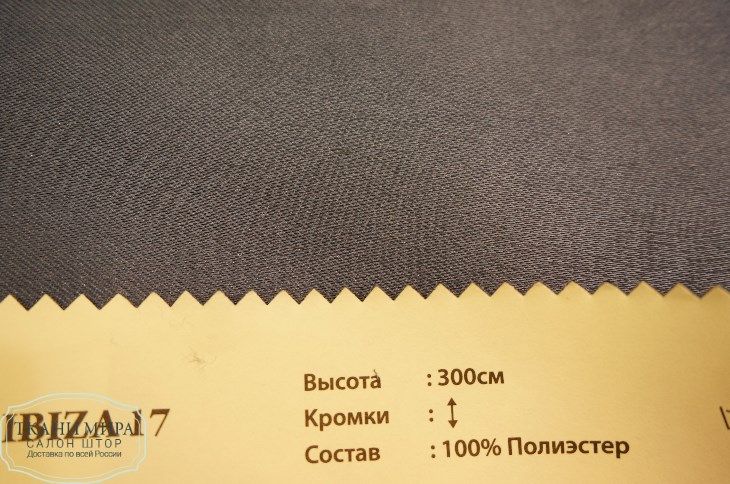 Высота : 300см
IBIZA 17
Кромки : ↕
ТКАНИ МИРА
САЛОН ШТОР
Доставка по всей России
Состав : 100% Полиэстер